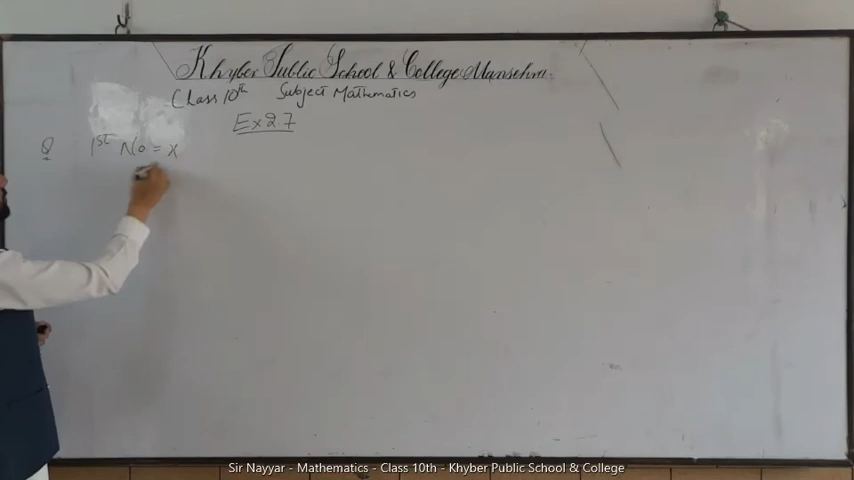 Khyber Public School & College Mansehra.
Class 10th Subject Mathematics
Ex 2.7
Q 1st No = x
Sir Nayyar - Mathematics - Class 10th - Khyber Public School & College